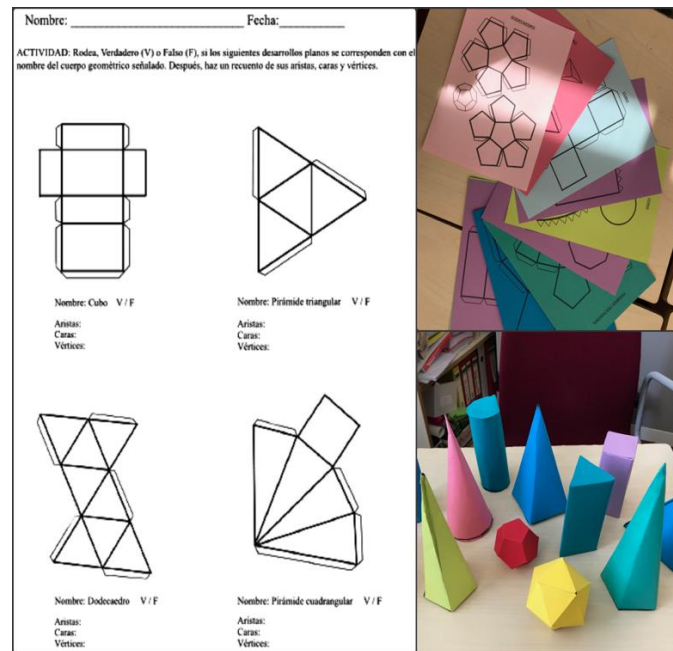 Nombre: ____________________________ Fecha:___________
ACTIVIDAD: Rodea, Verdadero (V) o Falso (F), si los siguientes desarrollos planos se corresponden con el
nombre del cuerpo geométrico señalado. Después, haz un recuento de sus aristas, caras y vértices.
Nombre: Cubo V / F
Aristas:
Caras:
Vértices:
Nombre: Pirámide triangular V / F
Aristas:
Caras:
Vértices:
Nombre: Dodecaedro V / F
Aristas:
Caras:
Vértices:
Nombre: Pirámide cuadrangular V / F
Aristas:
Caras:
Vértices: